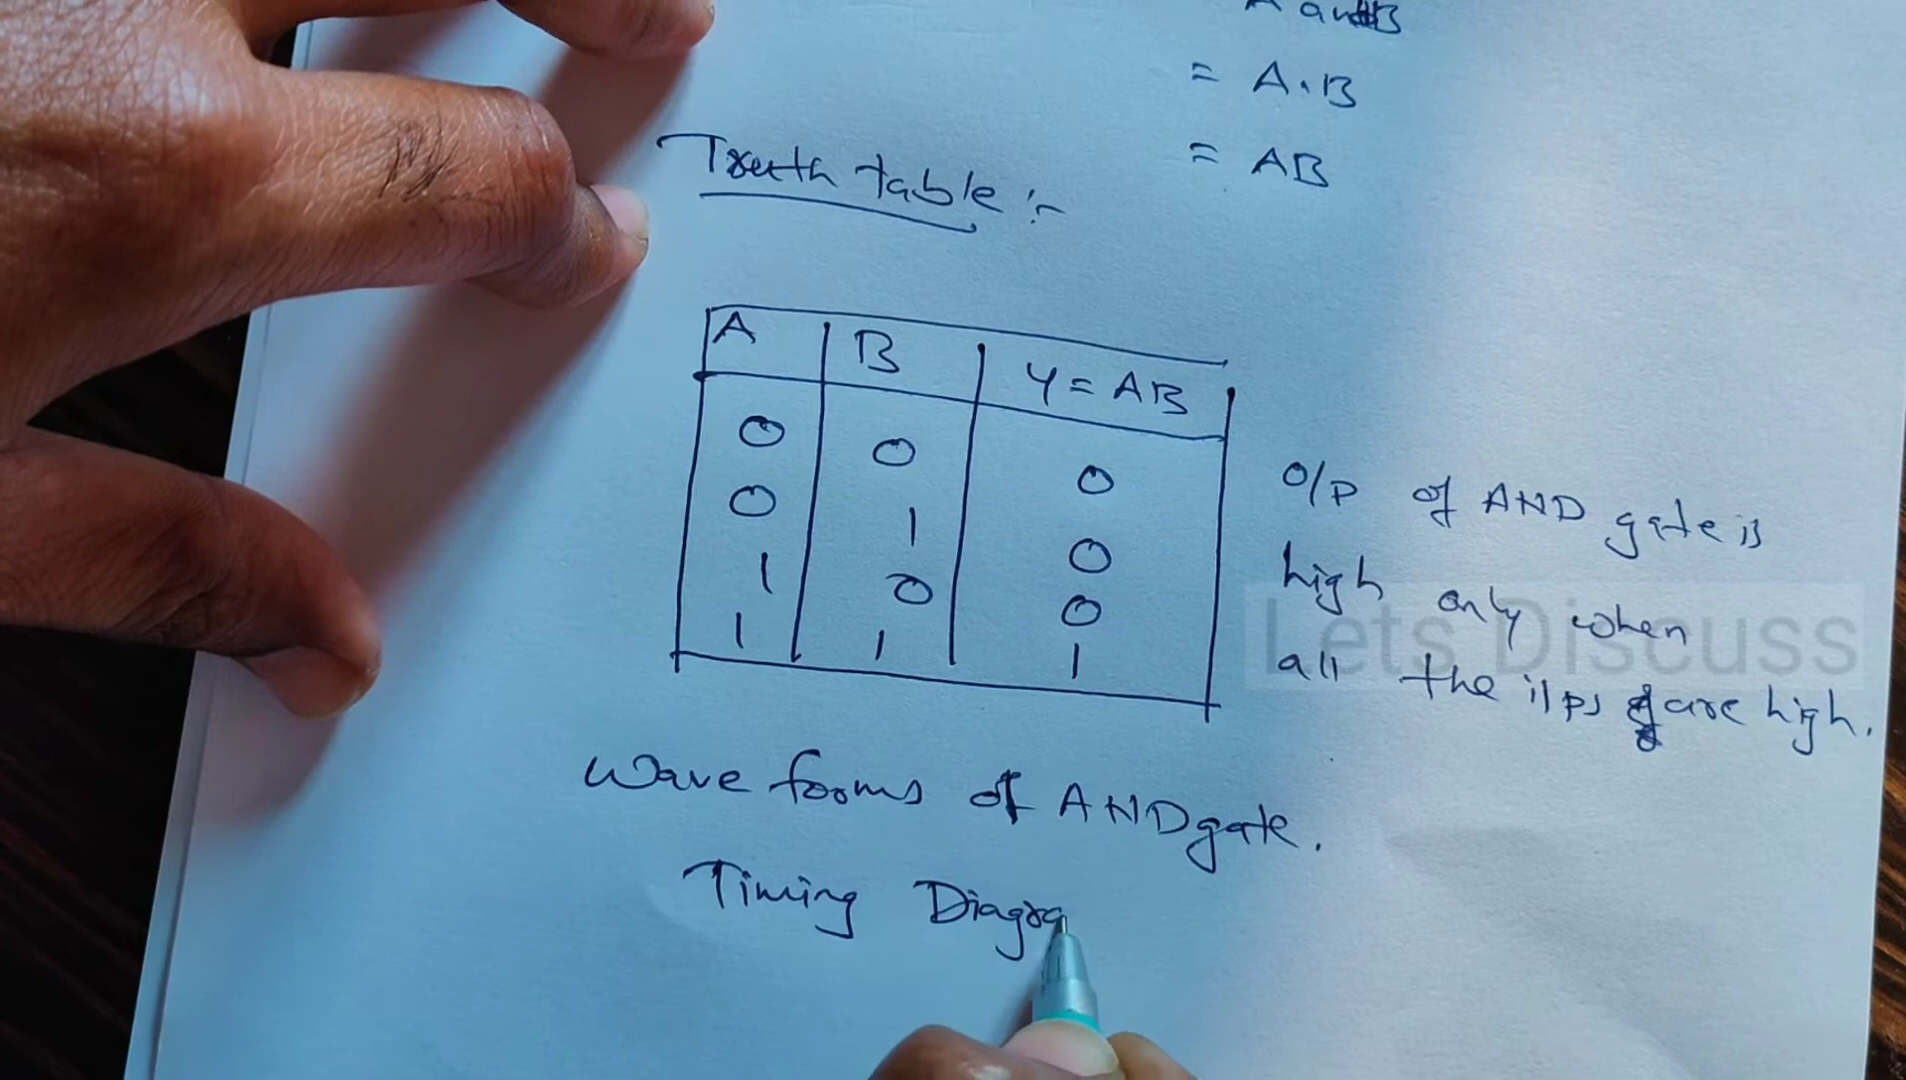 A and B
= A.B
= AB
Truth table :-
A B Y = AB
0 0 0
0 1 0
1 0 0
1 1 1
O/P of AND gate is
high only when
all the i/ps are high.
Lets Discuss
Wave forms of AND gate.
Timing Diagra